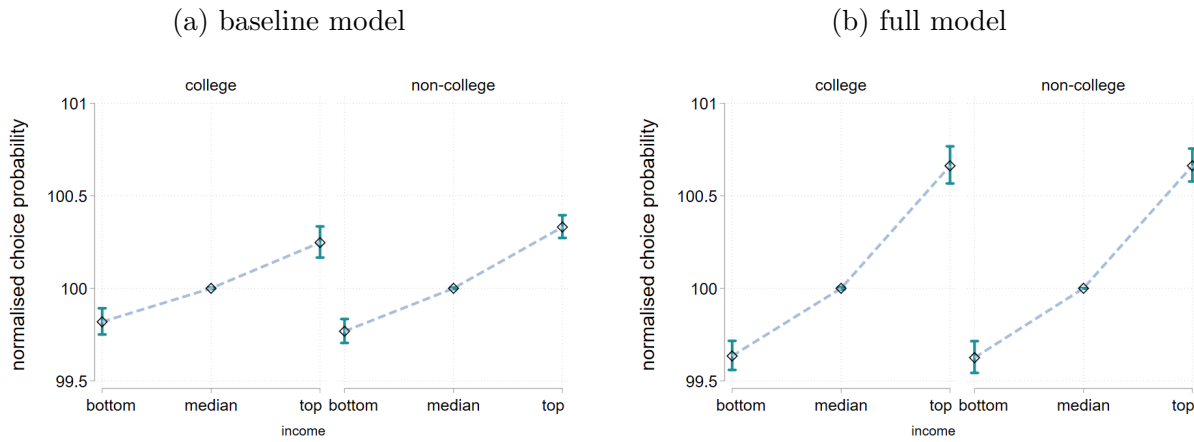 (a) baseline model
college
non-college
normalised choice probability
101
100.5
100
99.5
bottom median top bottom median top
income
(b) full model
college
non-college
normalised choice probability
101
100.5
100
99.5
bottom median top bottom median top
income